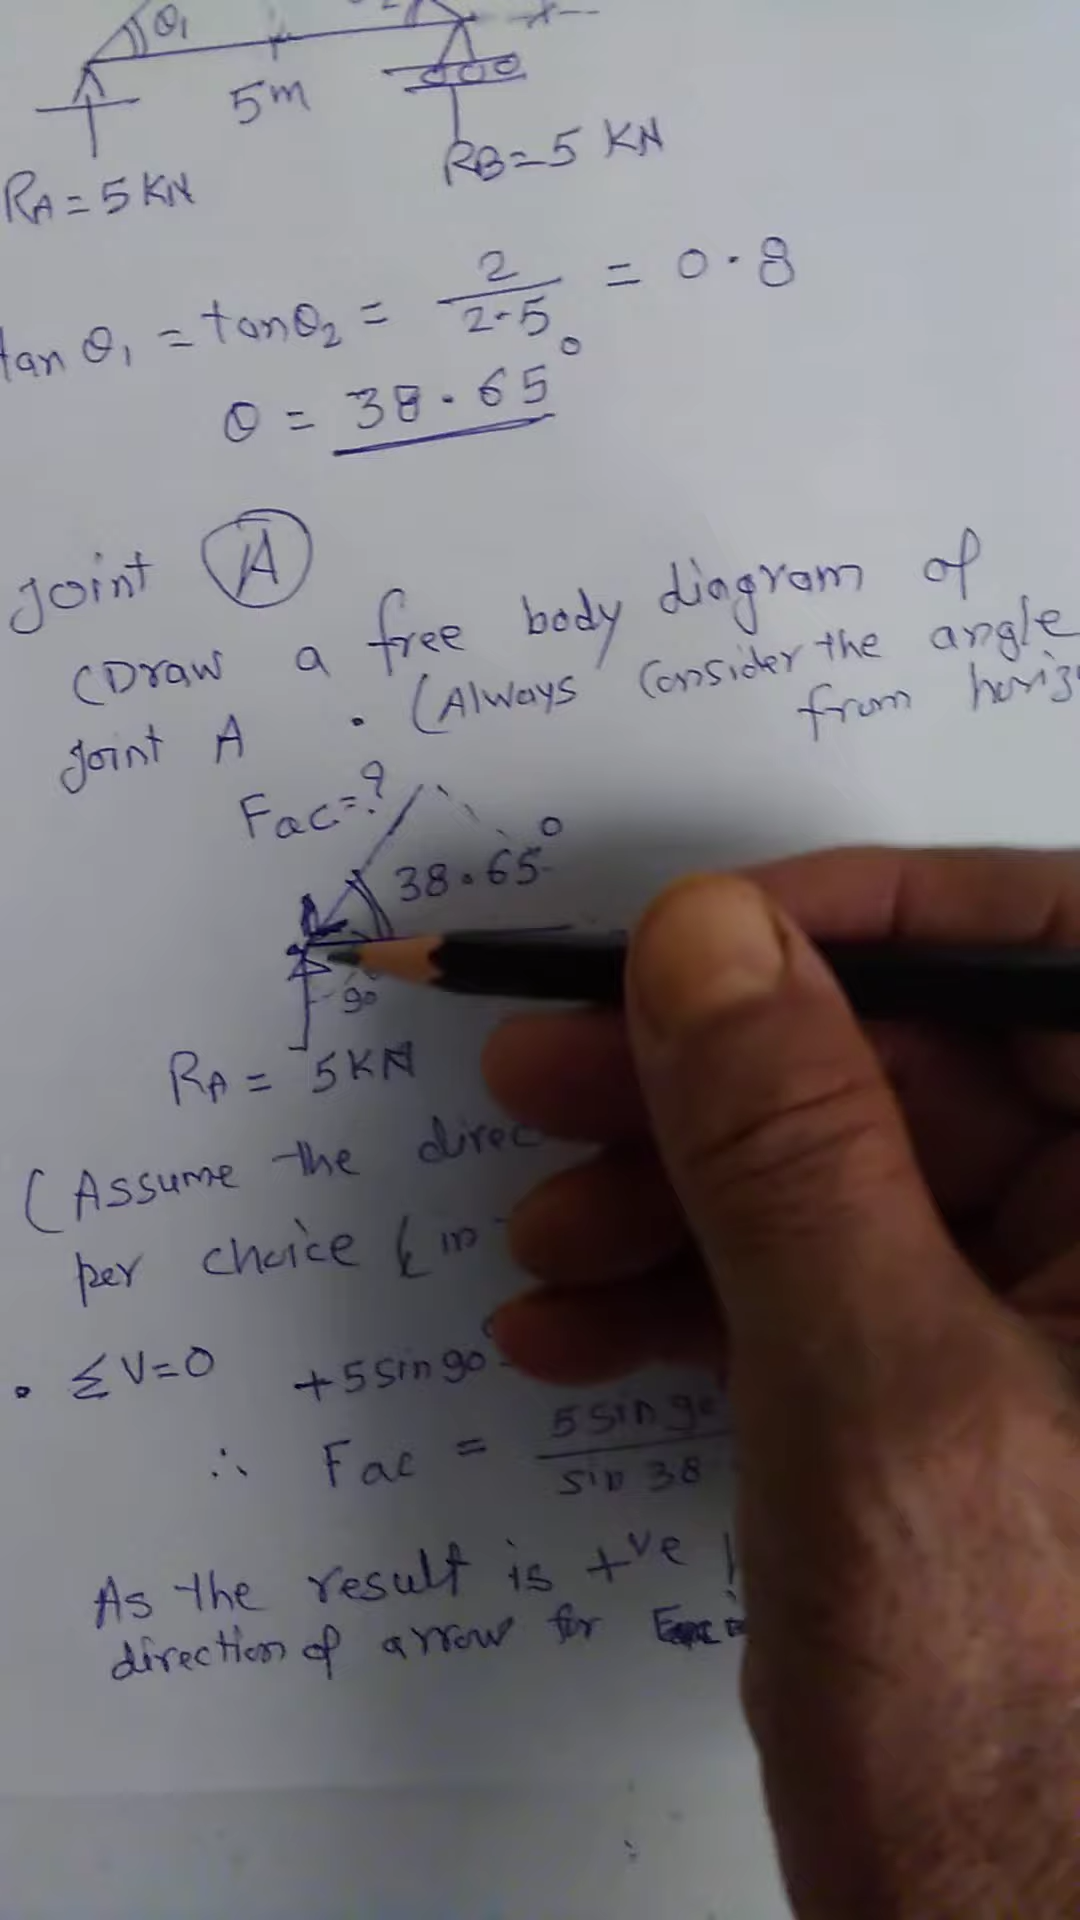 θ1
5m
RA = 5 KN
RB = 5 KN
tan θ1 = tan θ2 = 2 / 2.5 = 0.8
θ = 38.65°
Joint A
(Draw a free body diagram of
Joint A . (Always Consider the angle
from
Fac = ?
38.65°
90
RA = 5KN
(Assume the
per choice & in
. ΣV=0 +5 sin 90°
∴ Fac = 5 sin 90 / sin 38
As the result is +ve
direction of arrow for